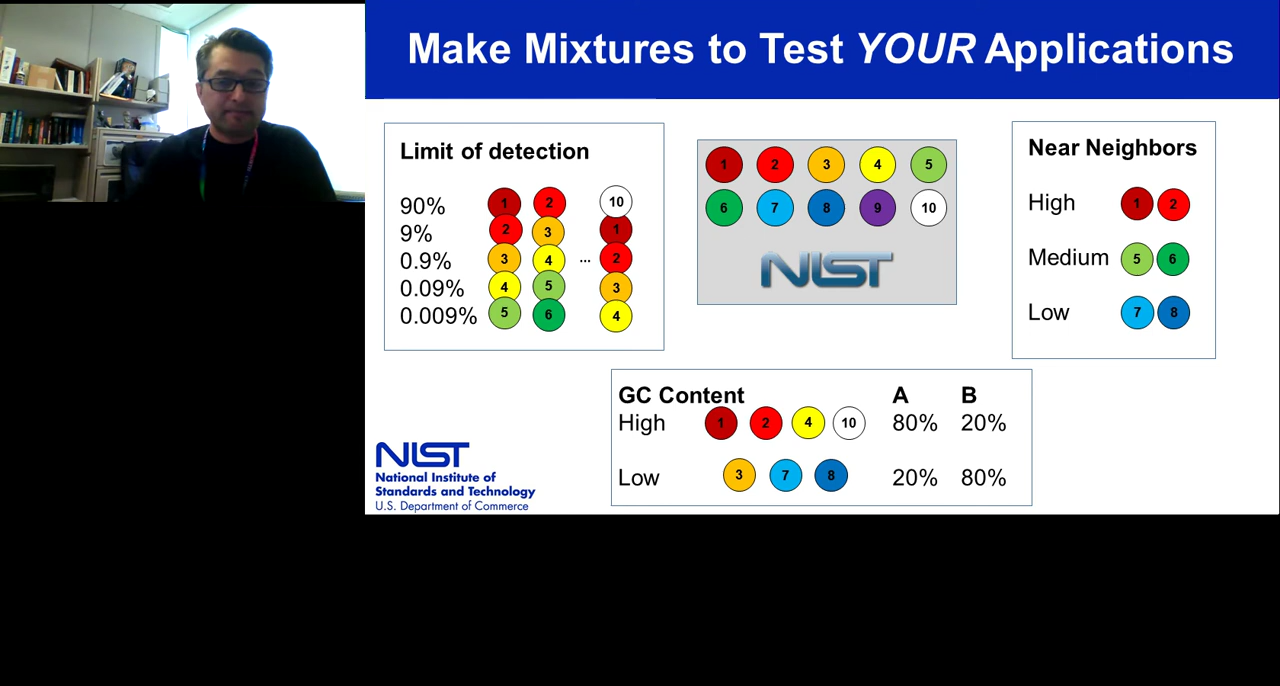 Make Mixtures to Test YOUR Applications
Limit of detection
90% 1 2 10
9% 2 3 1
0.9% 3 4 ... 2
0.09% 4 5 3
0.009% 5 6 4
1 2 3 4 5
6 7 8 9 10
NIST
Near Neighbors
High 1 2
Medium 5 6
Low 7 8
GC Content A B
High 1 2 4 10 80% 20%
Low 3 7 8 20% 80%
NIST
National Institute of
Standards and Technology
U.S. Department of Commerce